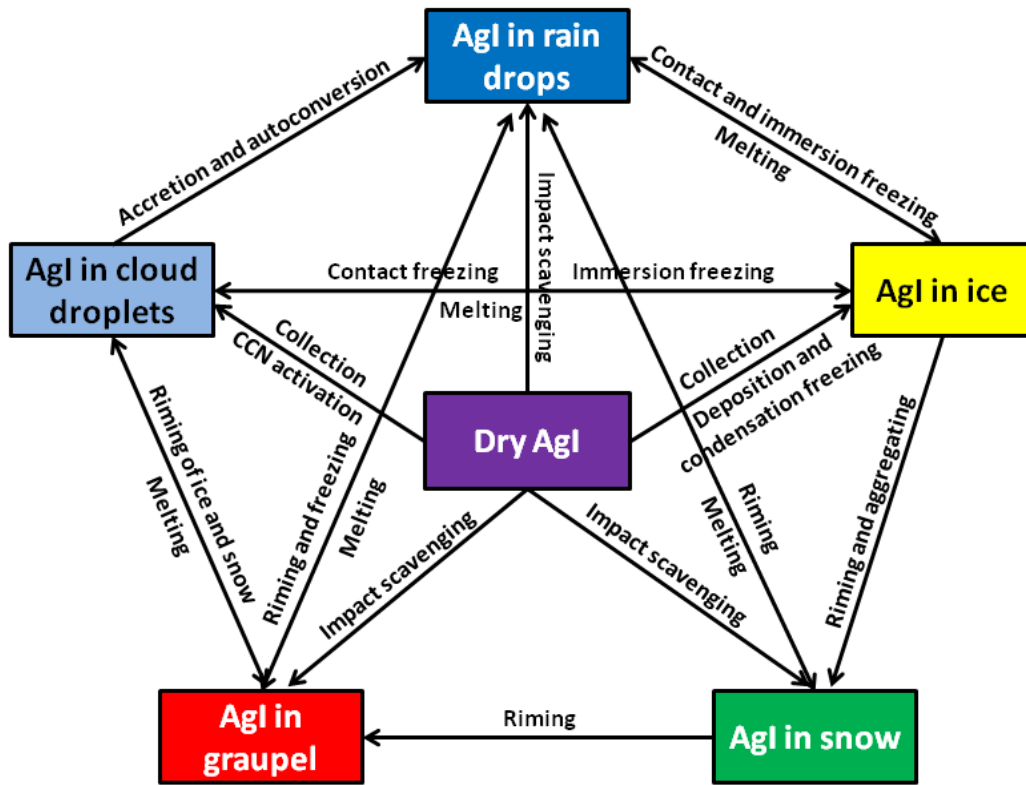 AgI in rain
drops
Accretion and autoconversion
Contact and immersion freezing
Melting
Impact scavenging
AgI in cloud
droplets
Contact freezing
Immersion freezing
Melting
AgI in ice
Collection
CCN activation
Collection
Deposition and
condensation freezing
Dry AgI
Riming of ice and snow
Melting
Riming and freezing
Melting
Impact scavenging
Impact scavenging
Riming
Melting
Riming and aggregating
AgI in
graupel
Riming
AgI in snow